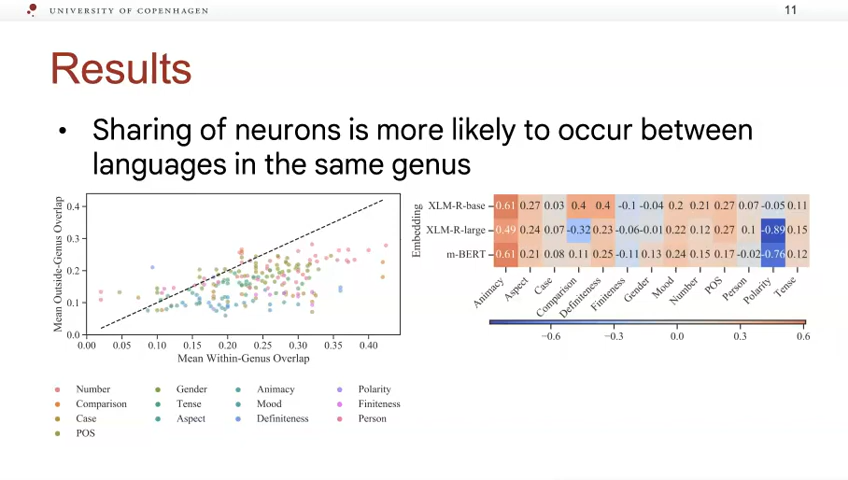 UNIVERSITY OF COPENHAGEN
11
Results
• Sharing of neurons is more likely to occur between
languages in the same genus
Mean Outside-Genus Overlap
0.4
0.3
0.2
0.1
0.0
0.00 0.05 0.10 0.15 0.20 0.25 0.30 0.35 0.40
Mean Within-Genus Overlap
Number Gender Animacy Polarity
Comparison Tense Mood Finiteness
Case Aspect Definiteness Person
POS
Embedding
XLM-R-base 0.61 0.27 0.03 0.4 0.4 -0.1 -0.04 0.2 0.21 0.27 0.07 -0.05 0.11
XLM-R-large 0.49 0.24 0.07 -0.32 0.23 -0.06 -0.01 0.22 0.12 0.27 0.1 -0.89 0.15
m-BERT 0.61 0.21 0.08 0.11 0.25 -0.11 0.13 0.24 0.15 0.17 -0.02 -0.76 0.12
Animacy Aspect Case Comparison Definiteness Finiteness Gender Mood Number POS Person Polarity Tense
−0.6 −0.3 0.0 0.3 0.6